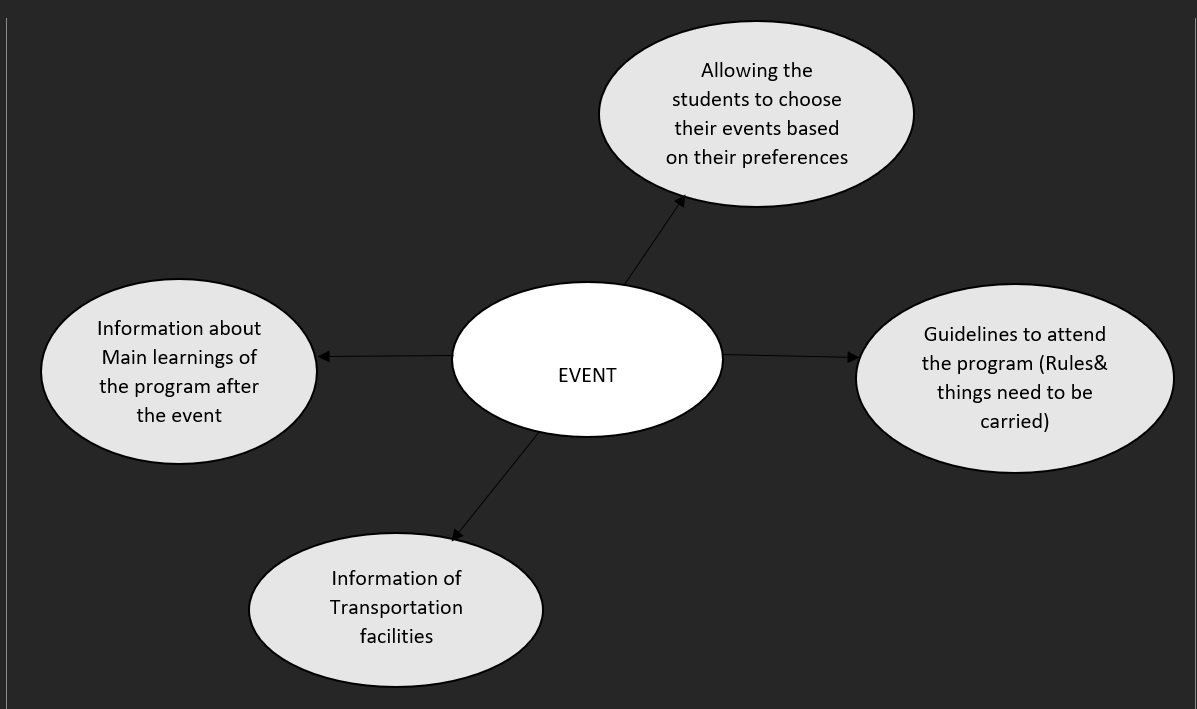 Allowing the
students to choose
their events based
on their preferences
Information about
Main learnings of
the program after
the event
EVENT
Guidelines to attend
the program (Rules&
things need to be
carried)
Information of
Transportation
facilities